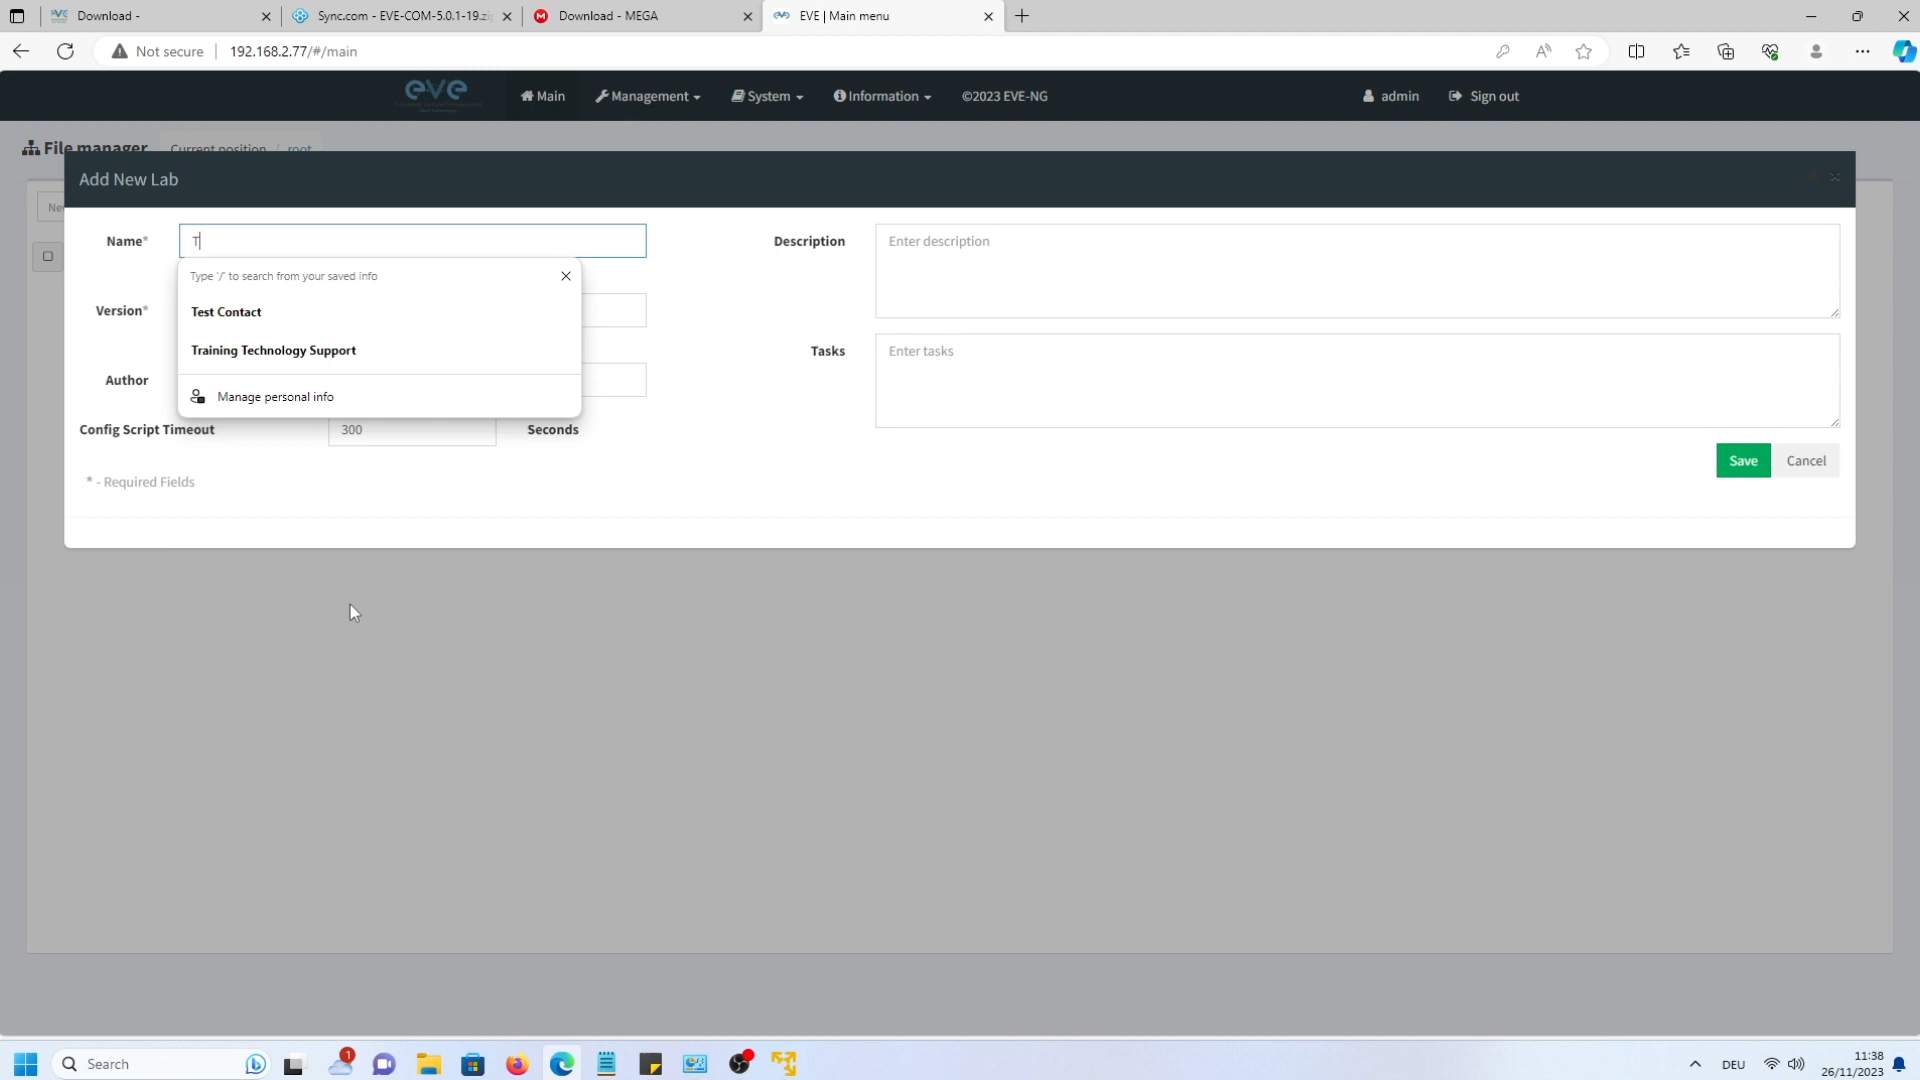 Download -
Sync.com - EVE-COM-5.0.1-19.zi
Download - MEGA
EVE | Main menu
Not secure
192.168.2.77/#/main
eve
Main
Management
System
Information
©2023 EVE-NG
admin
Sign out
File manager
Current position / root
Add New Lab
Ne
Name*
T
Description
Enter description
Type '/' to search from your saved info
Test Contact
Version*
Training Technology Support
Tasks
Enter tasks
Author
Manage personal info
Config Script Timeout
300
Seconds
Save
Cancel
* - Required Fields
Search
1
DEU
11:38
26/11/2023